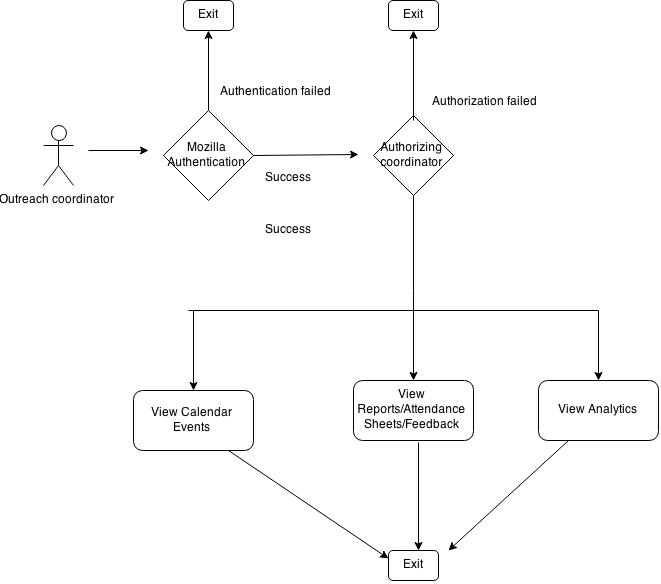 Exit
Exit
Authentication failed
Authorization failed
Mozilla
Authentication
Authorizing
coordinator
Success
Outreach coordinator
Success
View Calendar
Events
View
Reports/Attendance
Sheets/Feedback
View Analytics
Exit